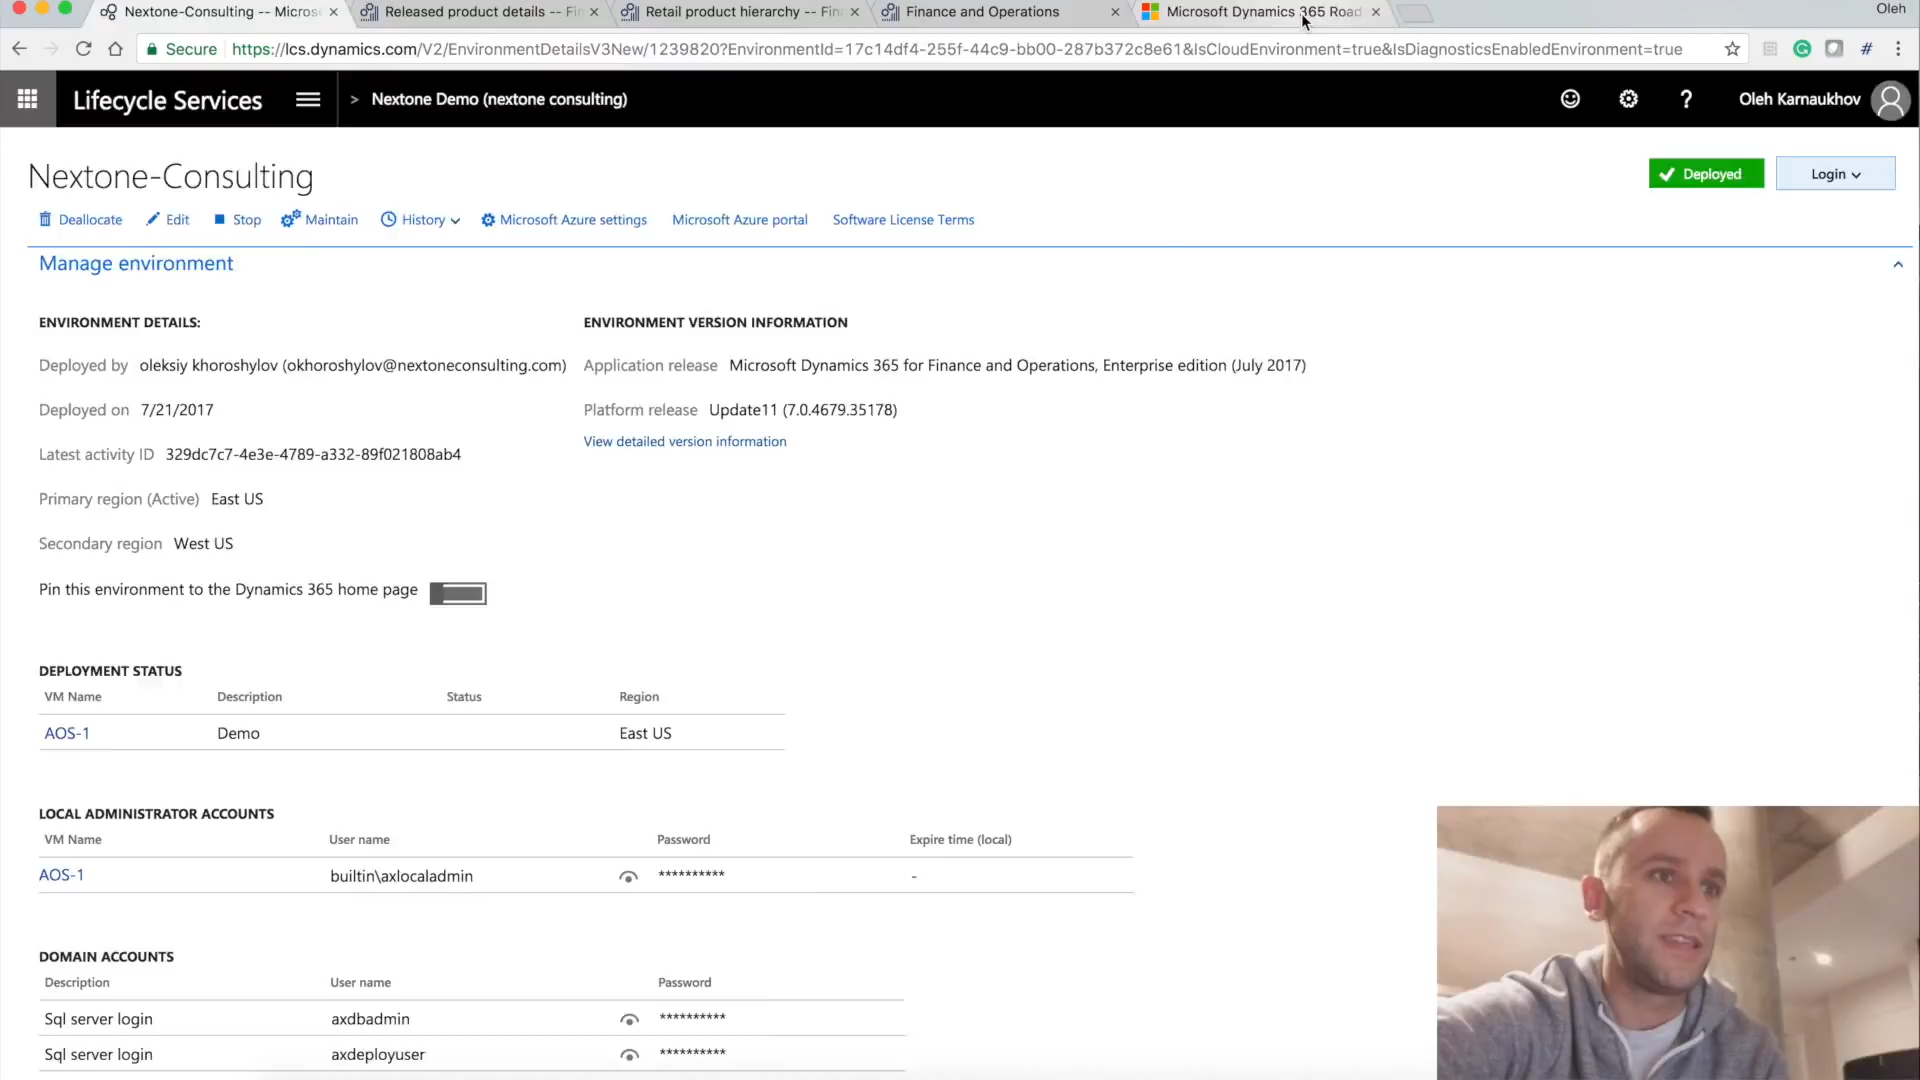 Nextone-Consulting -- Micros
Released product details -- Fin
Retail product hierarchy -- Fina
Finance and Operations
Microsoft Dynamics 365 Road
Oleh
Secure
https://lcs.dynamics.com/V2/EnvironmentDetailsV3New/1239820?EnvironmentId=17c14df4-255f-44c9-bb00-287b372c8e61&IsCloudEnvironment=true&IsDiagnosticsEnabledEnvironment=true
Lifecycle Services
> Nextone Demo (nextone consulting)
? Oleh Karnaukhov
Nextone-Consulting
Deployed
Login
Deallocate
Edit
Stop
Maintain
History
Microsoft Azure settings
Microsoft Azure portal
Software License Terms
Manage environment
ENVIRONMENT DETAILS:
Deployed by oleksiy khoroshylov (okhoroshylov@nextoneconsulting.com)
Deployed on 7/21/2017
Latest activity ID 329dc7c7-4e3e-4789-a332-89f021808ab4
Primary region (Active) East US
Secondary region West US
Pin this environment to the Dynamics 365 home page
ENVIRONMENT VERSION INFORMATION
Application release Microsoft Dynamics 365 for Finance and Operations, Enterprise edition (July 2017)
Platform release Update11 (7.0.4679.35178)
View detailed version information
DEPLOYMENT STATUS
VM Name Description Status Region
AOS-1 Demo East US
LOCAL ADMINISTRATOR ACCOUNTS
VM Name User name Password Expire time (local)
AOS-1 builtin\axlocaladmin ********** -
DOMAIN ACCOUNTS
Description User name Password
Sql server login axdbadmin **********
Sql server login axdeployuser **********